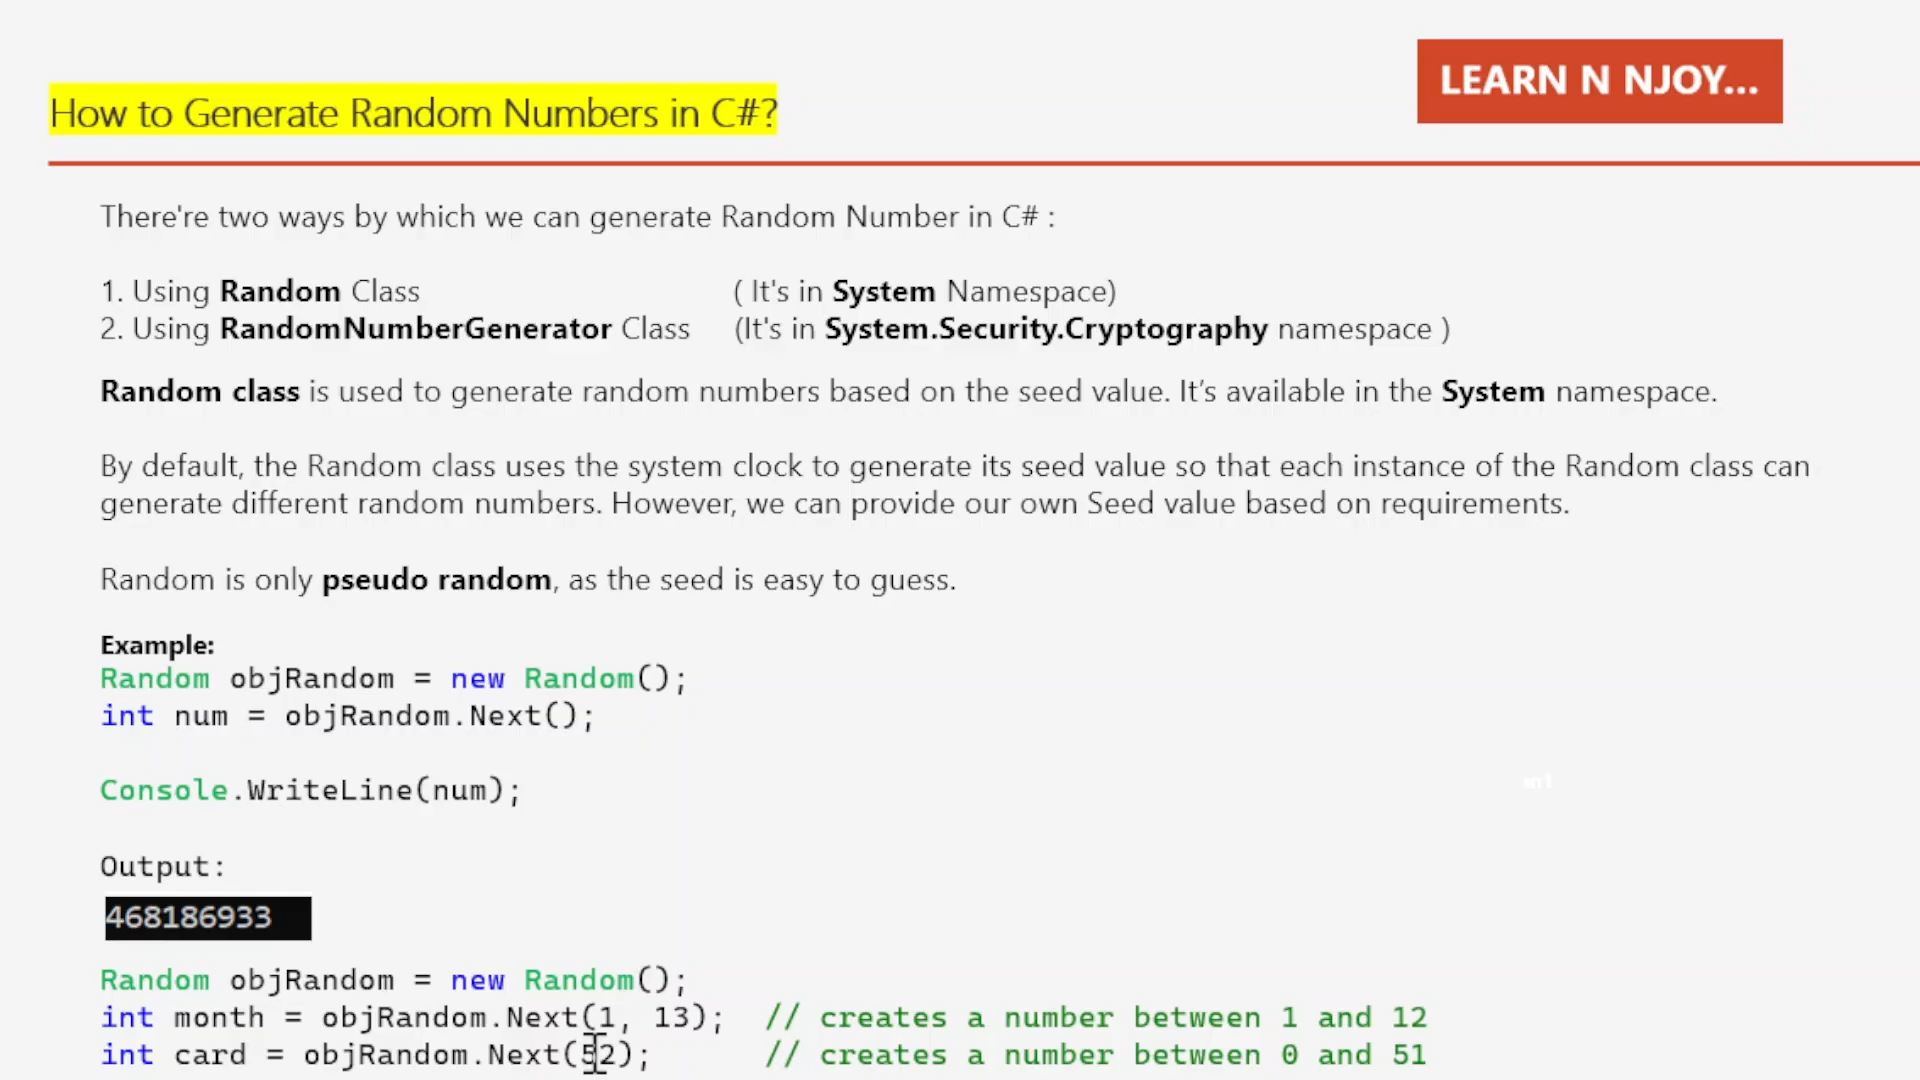 LEARN N NJOY...
How to Generate Random Numbers in C#?
There're two ways by which we can generate Random Number in C# :
1. Using Random Class ( It's in System Namespace)
2. Using RandomNumberGenerator Class (It's in System.Security.Cryptography namespace )
Random class is used to generate random numbers based on the seed value. It's available in the System namespace.
By default, the Random class uses the system clock to generate its seed value so that each instance of the Random class can
generate different random numbers. However, we can provide our own Seed value based on requirements.
Random is only pseudo random, as the seed is easy to guess.
Example:
Random objRandom = new Random();
int num = objRandom.Next();
Console.WriteLine(num);
m1
Output:
468186933
Random objRandom = new Random();
int month = objRandom.Next(1, 13); // creates a number between 1 and 12
int card = objRandom.Next(52); // creates a number between 0 and 51